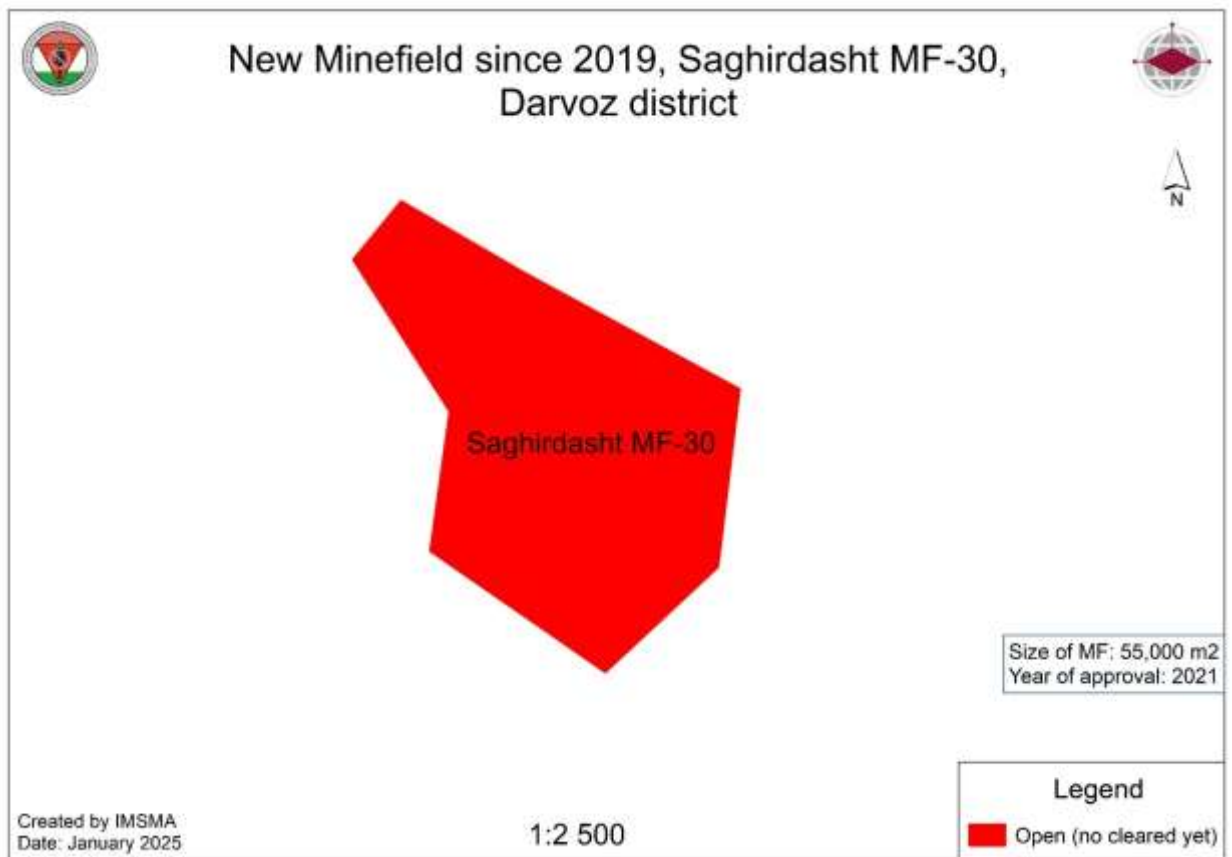 New Minefield since 2019, Saghirdasht MF-30,
Darvoz district
N
Saghirdasht MF-30
Size of MF: 55,000 m2
Year of approval: 2021
Legend
Open (no cleared yet)
Created by IMSMA
Date: January 2025
1:2 500